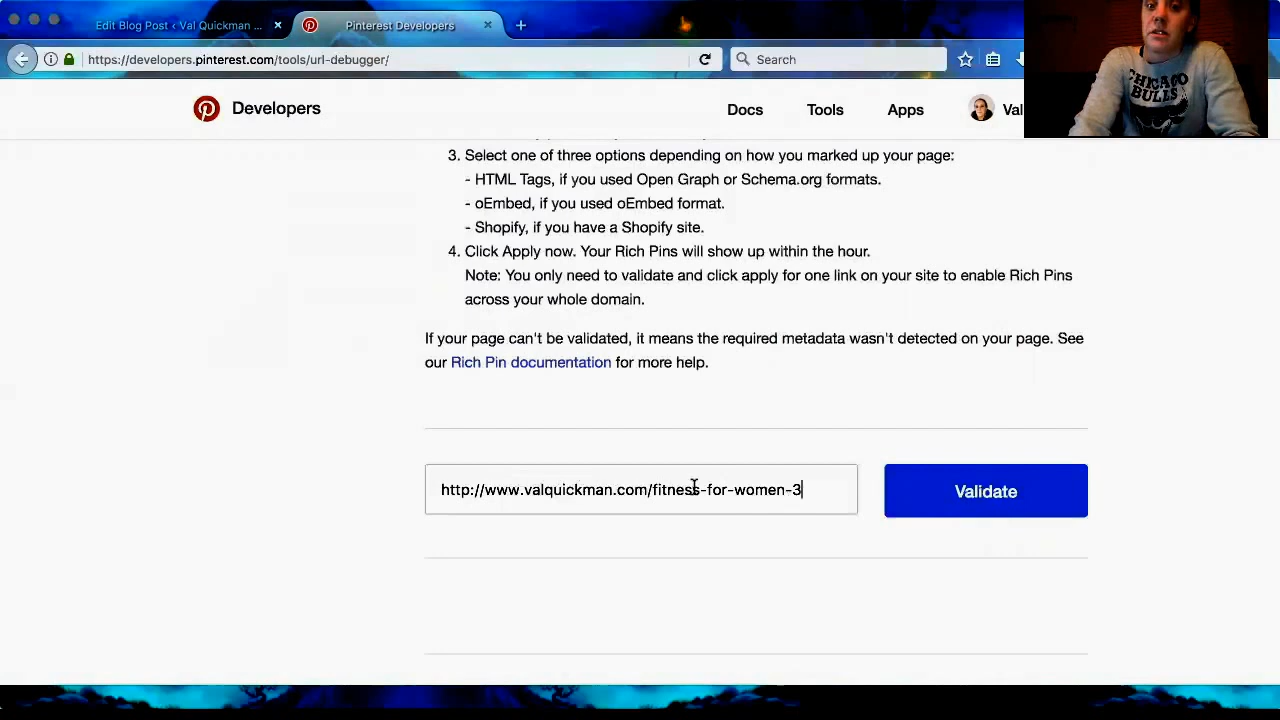 Edit Blog Post ‹ Val Quickman ...
Pinterest Developers
https://developers.pinterest.com/tools/url-debugger/
Search
Developers
Docs
Tools
Apps
Val
CHICAGO
BULLS
3. Select one of three options depending on how you marked up your page:
- HTML Tags, if you used Open Graph or Schema.org formats.
- oEmbed, if you used oEmbed format.
- Shopify, if you have a Shopify site.
4. Click Apply now. Your Rich Pins will show up within the hour.
Note: You only need to validate and click apply for one link on your site to enable Rich Pins
across your whole domain.
If your page can't be validated, it means the required metadata wasn't detected on your page. See
our Rich Pin documentation for more help.
http://www.valquickman.com/fitness-for-women-3
Validate